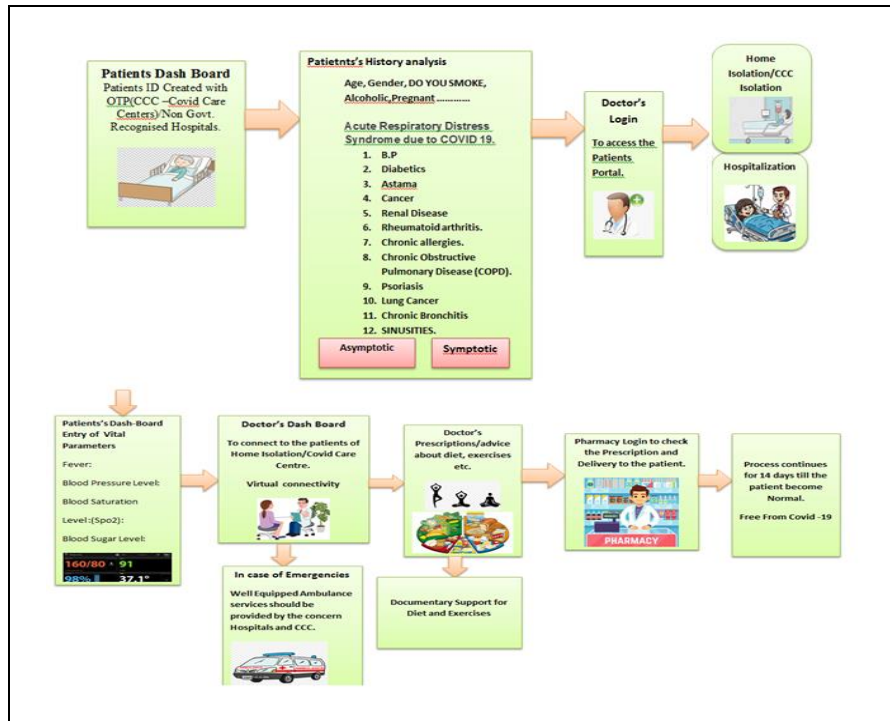 Patients Dash Board
Patients ID Created with
OTP(CCC –Covid Care
Centers)/Non Govt.
Recognised Hospitals.
Patietnts's History analysis
Age, Gender, DO YOU SMOKE,
Alcoholic,Pregnant ............
Acute Respiratory Distress
Syndrome due to COVID 19.
1. B.P
2. Diabetics
3. Astama
4. Cancer
5. Renal Disease
6. Rheumatoid arthritis.
7. Chronic allergies.
8. Chronic Obstructive
Pulmonary Disease (COPD).
9. Psoriasis
10. Lung Cancer
11. Chronic Bronchitis
12. SINUSITIES.
Asymptotic
Symptotic
Doctor's
Login
To access the
Patients
Portal.
Home
Isolation/CCC
Isolation
Hospitalization
Patients's Dash-Board
Entry of Vital
Parameters
Fever:
Blood Pressure Level:
Blood Saturation
Level:(Spo2):
Blood Sugar Level:
160/80 91
98% 37.1°
Doctor's Dash Board
To connect to the patients of
Home Isolation/Covid Care
Centre.
Virtual connectivity
Doctor's
Prescriptions/advice
about diet, exercises
etc.
Pharmacy Login to check
the Prescription and
Delivery to the patient.
PHARMACY
Process continues
for 14 days till the
patient become
Normal.
Free From Covid -19
In case of Emergencies
Well Equipped Ambulance
services should be
provided by the concern
Hospitals and CCC.
Documentary Support for
Diet and Exercises